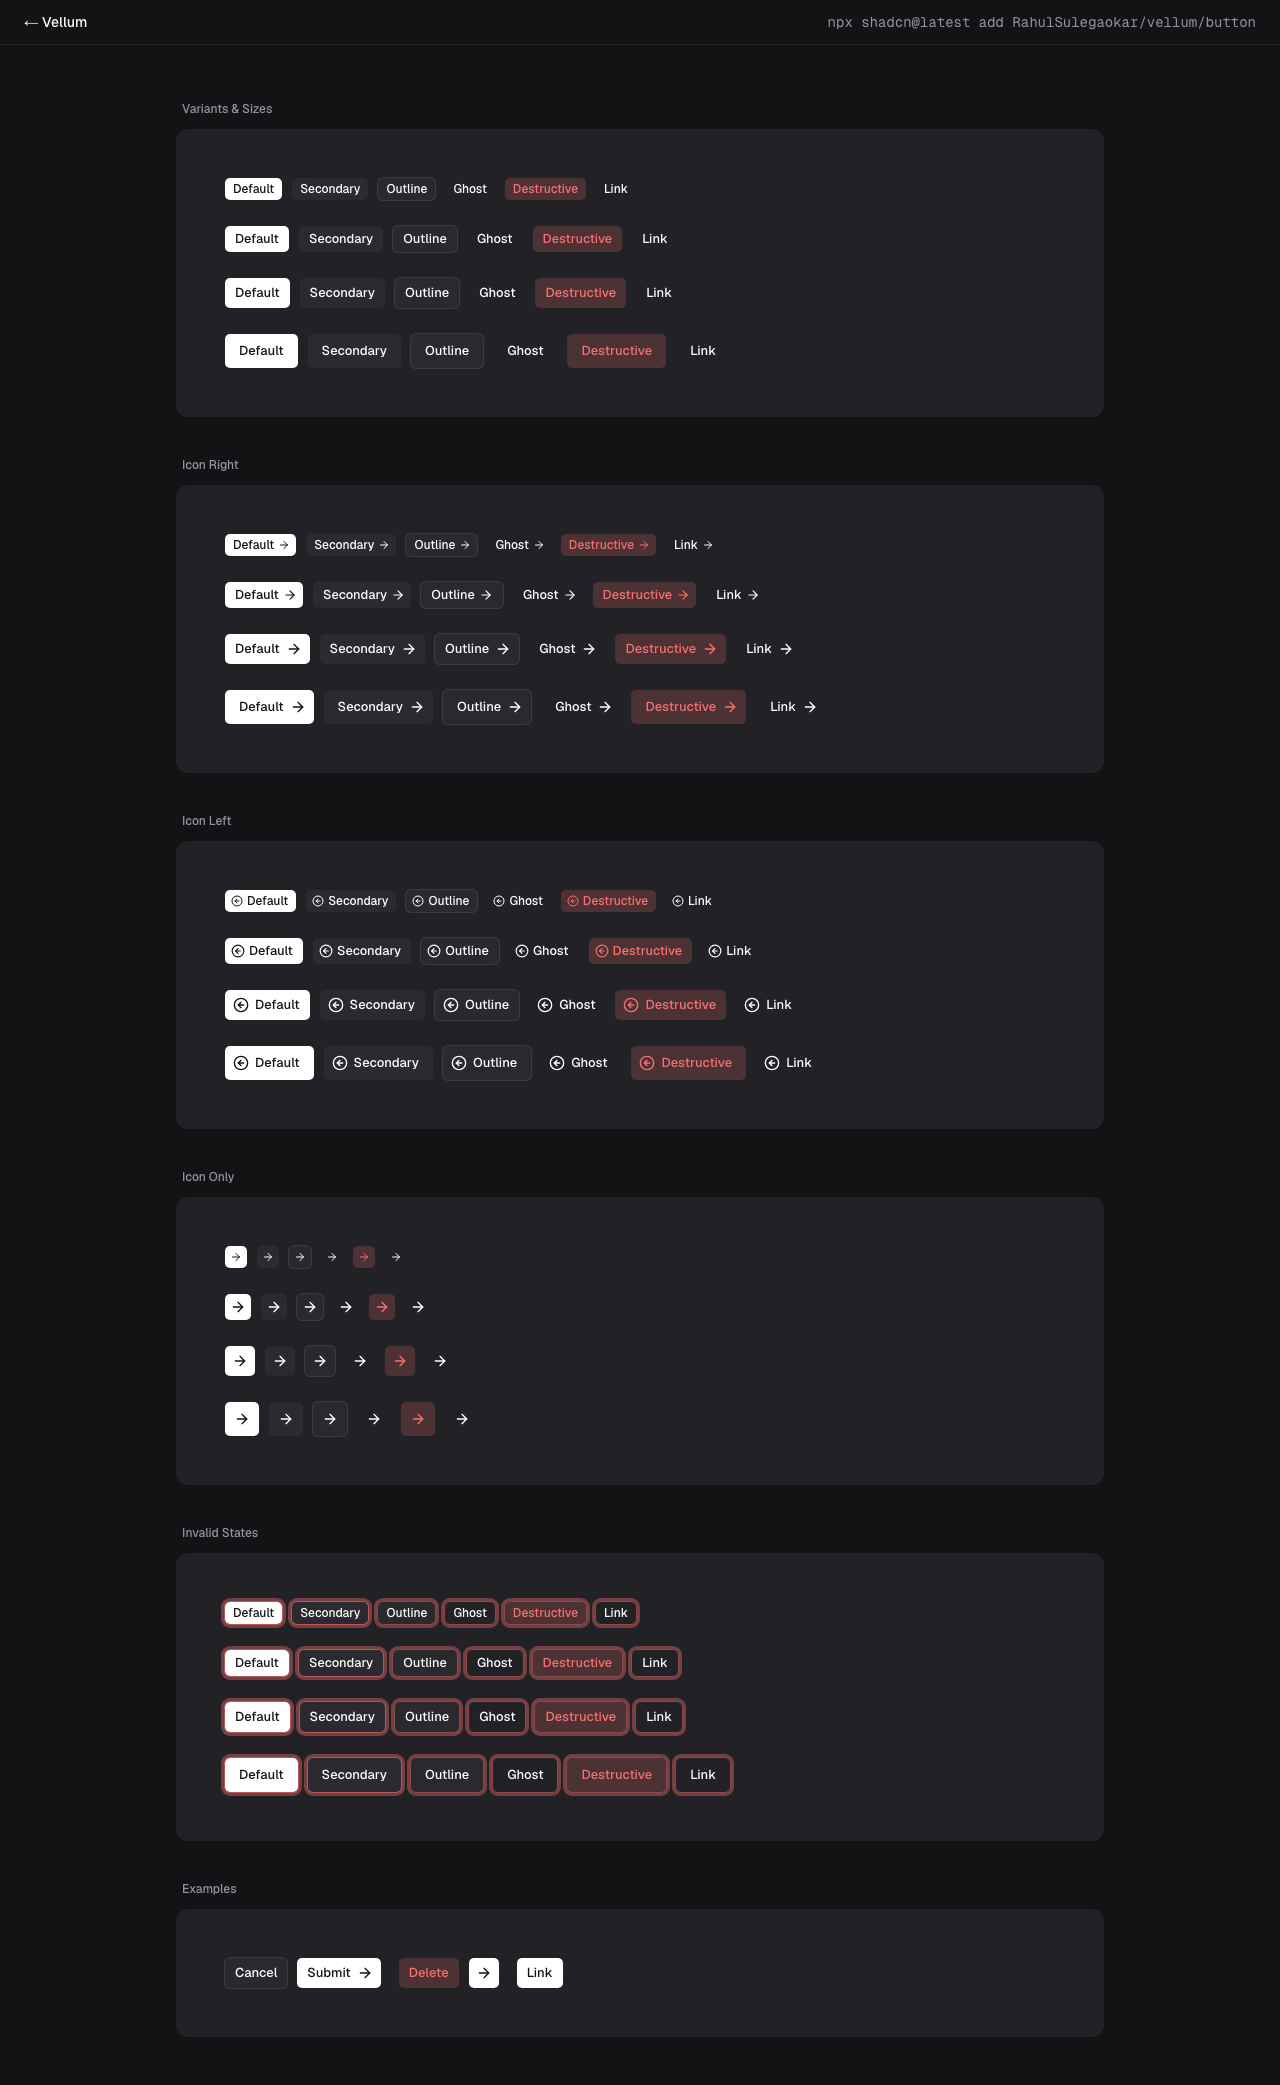 ← Vellum npx shadcn@latest add RahulSulegaokar/vellum/button
Variants & Sizes
Default Secondary Outline Ghost Destructive Link
Default Secondary Outline Ghost Destructive Link
Default Secondary Outline Ghost Destructive Link
Default Secondary Outline Ghost Destructive Link
Icon Right
Default → Secondary → Outline → Ghost → Destructive → Link →
Default → Secondary → Outline → Ghost → Destructive → Link →
Default → Secondary → Outline → Ghost → Destructive → Link →
Default → Secondary → Outline → Ghost → Destructive → Link →
Icon Left
Default Secondary Outline Ghost Destructive Link
Default Secondary Outline Ghost Destructive Link
Default Secondary Outline Ghost Destructive Link
Default Secondary Outline Ghost Destructive Link
Icon Only
Invalid States
Default Secondary Outline Ghost Destructive Link
Default Secondary Outline Ghost Destructive Link
Default Secondary Outline Ghost Destructive Link
Default Secondary Outline Ghost Destructive Link
Examples
Cancel Submit → Delete → Link